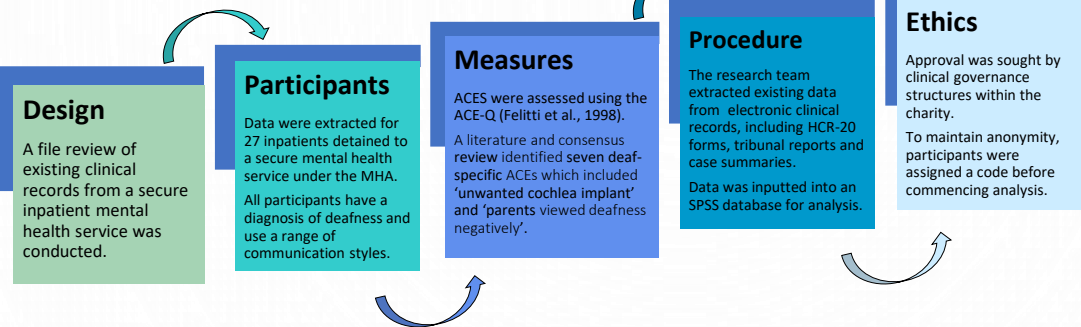 Design
A file review of
existing clinical
records from a secure
inpatient mental
health service was
conducted.
Participants
Data were extracted for
27 inpatients detained to
a secure mental health
service under the MHA.
All participants have a
diagnosis of deafness and
use a range of
communication styles.
Measures
ACES were assessed using the
ACE-Q (Felitti et al., 1998).
A literature and consensus
review identified seven deaf-
specific ACEs which included
‘unwanted cochlea implant’
and ‘parents viewed deafness
negatively’.
Procedure
The research team
extracted existing data
from electronic clinical
records, including HCR-20
forms, tribunal reports and
case summaries.
Data was inputted into an
SPSS database for analysis.
Ethics
Approval was sought by
clinical governance
structures within the
charity.
To maintain anonymity,
participants were
assigned a code before
commencing analysis.